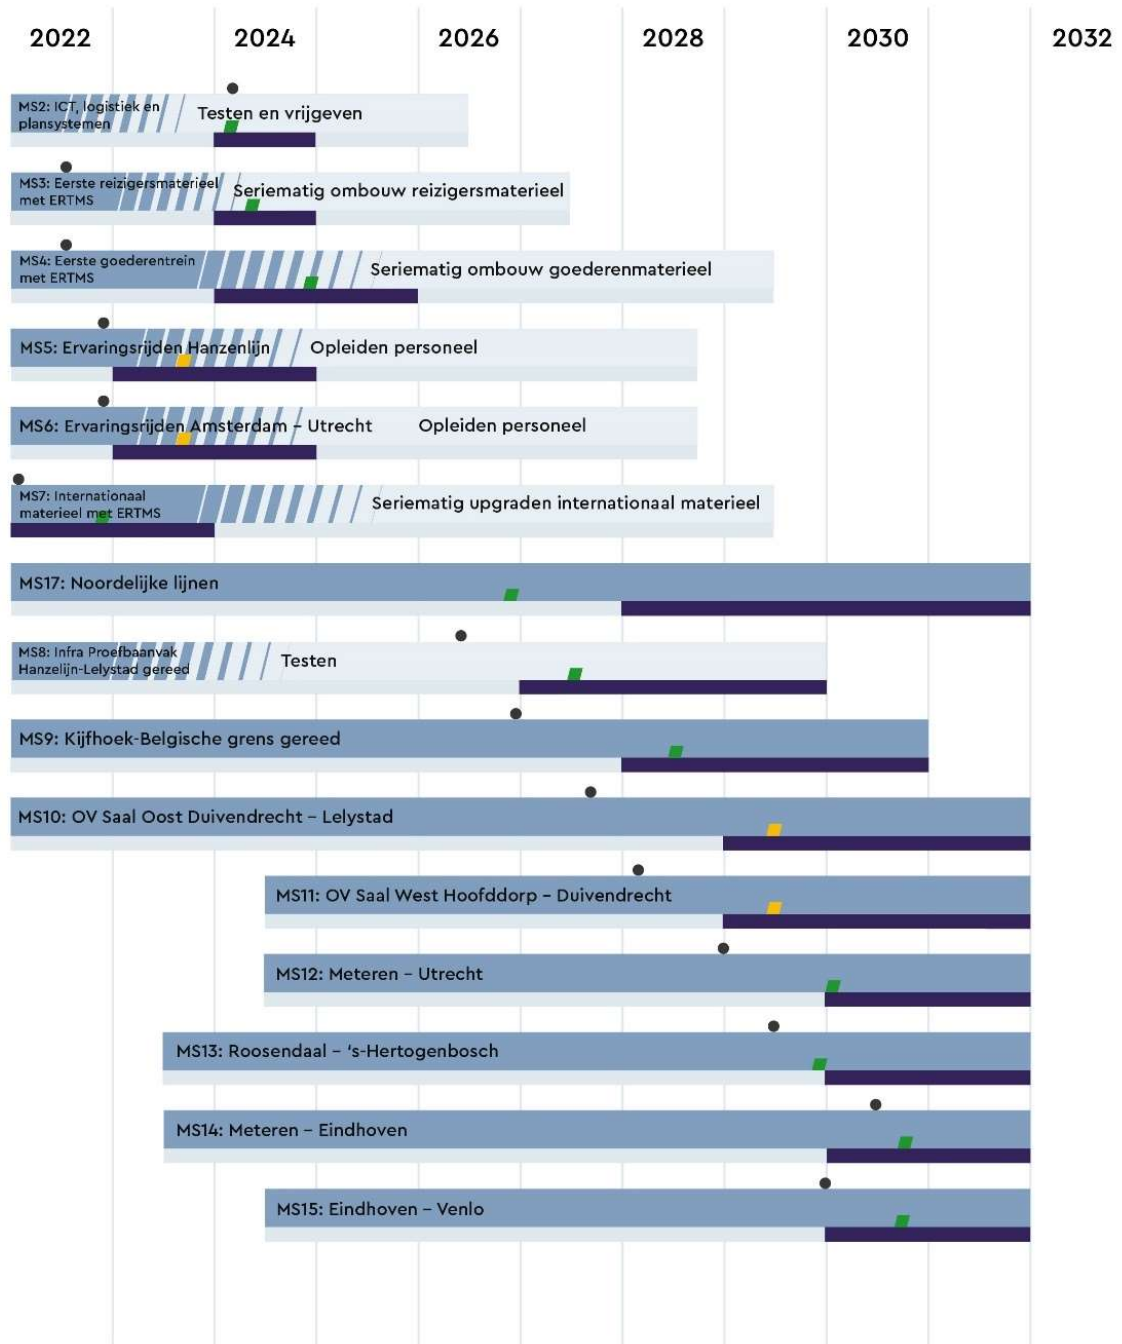 2022 2024 2026 2028 2030 2032
MS2: ICT, logistiek en
plansystemen
Testen en vrijgeven
MS3: Eerste reizigersmaterieel
met ERTMS
Seriematig ombouw reizigersmaterieel
MS4: Eerste goederentrein
met ERTMS
Seriematig ombouw goederenmaterieel
MS5: Ervaringsrijden Hanzenlijn
Opleiden personeel
MS6: Ervaringsrijden Amsterdam – Utrecht
Opleiden personeel
MS7: Internationaal
materieel met ERTMS
Seriematig upgraden internationaal materieel
MS17: Noordelijke lijnen
MS8: Infra Proefbaanvak
Hanzelijn-Lelystad gereed
Testen
MS9: Kijfhoek-Belgische grens gereed
MS10: OV Saal Oost Duivendrecht – Lelystad
MS11: OV Saal West Hoofddorp – Duivendrecht
MS12: Meteren – Utrecht
MS13: Roosendaal – ‘s-Hertogenbosch
MS14: Meteren – Eindhoven
MS15: Eindhoven – Venlo